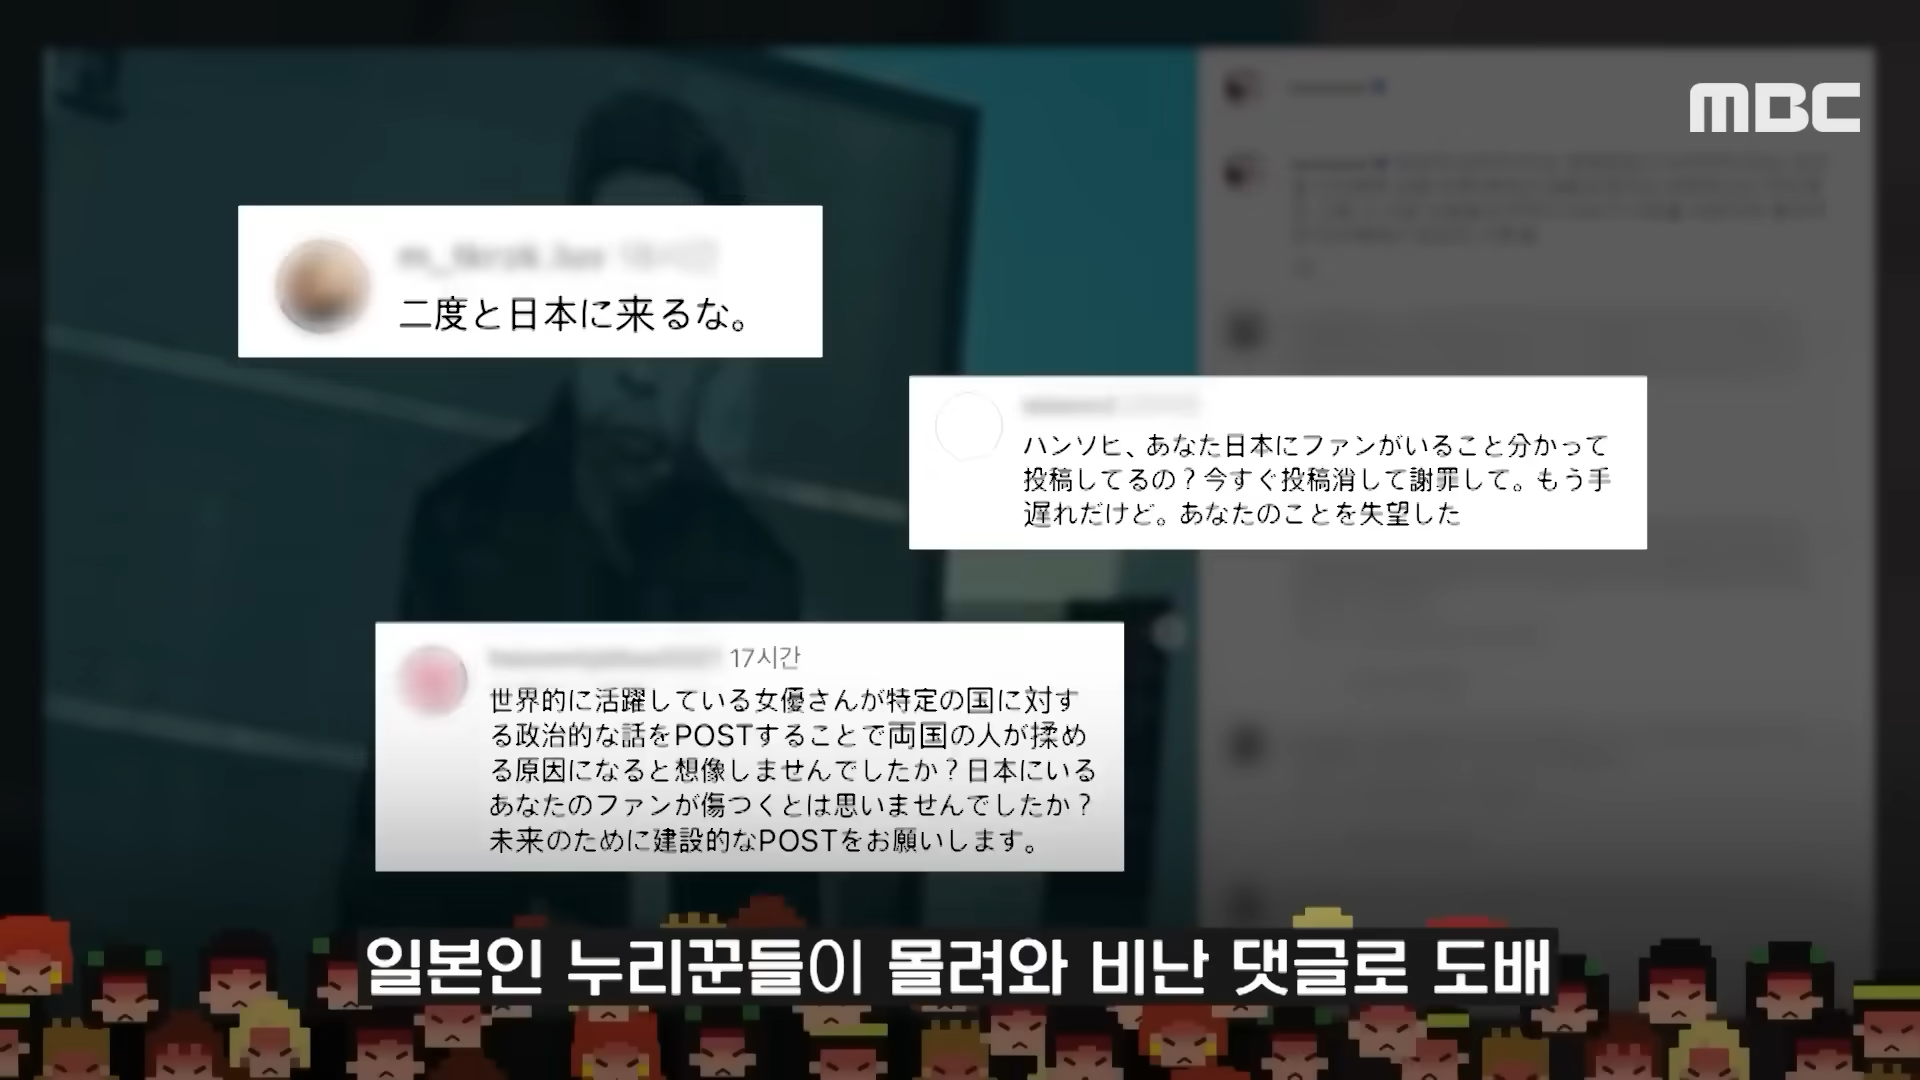 MBC
二度と日本に来るな。
ハンソヒ、あなた日本にファンがいること分かって
投稿してるの？今すぐ投稿消して謝罪して。もう手
遅れだけど。あなたのことを失望した
17시간
世界的に活躍している女優さんが特定の国に対す
る政治的な話をPOSTすることで両国の人が揉め
る原因になると想像しませんでしたか？日本にいる
あなたのファンが傷つくとは思いませんでしたか？
未来のために建設的なPOSTをお願いします。
일본인 누리꾼들이 몰려와 비난 댓글로 도배